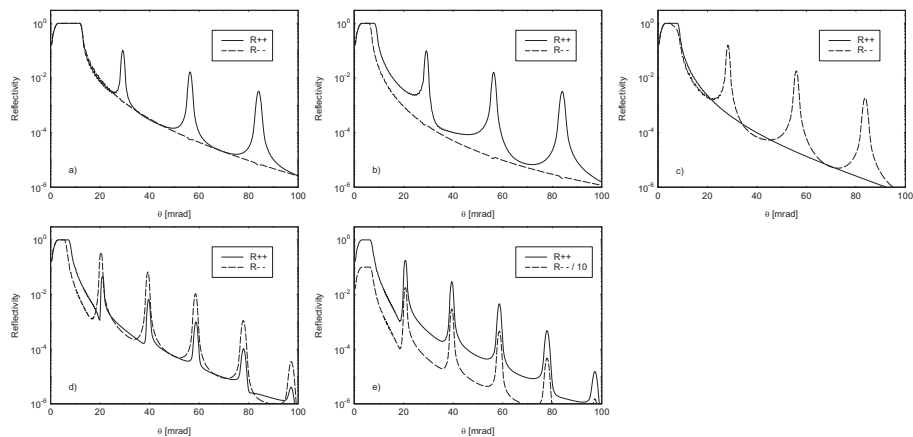 10^0
10^-2
10^-4
10^-6
Reflectivity
R++
R- -
a)
0 20 40 60 80 100
θ [mrad]
10^0
10^-2
10^-4
10^-6
Reflectivity
R++
R- -
b)
0 20 40 60 80 100
θ [mrad]
10^0
10^-2
10^-4
10^-6
Reflectivity
R++
R- -
c)
0 20 40 60 80 100
θ [mrad]
10^0
10^-2
10^-4
10^-6
Reflectivity
R++
R- -
d)
0 20 40 60 80 100
θ [mrad]
10^0
10^-2
10^-4
10^-6
Reflectivity
R++
R- - / 10
e)
0 20 40 60 80 100
θ [mrad]